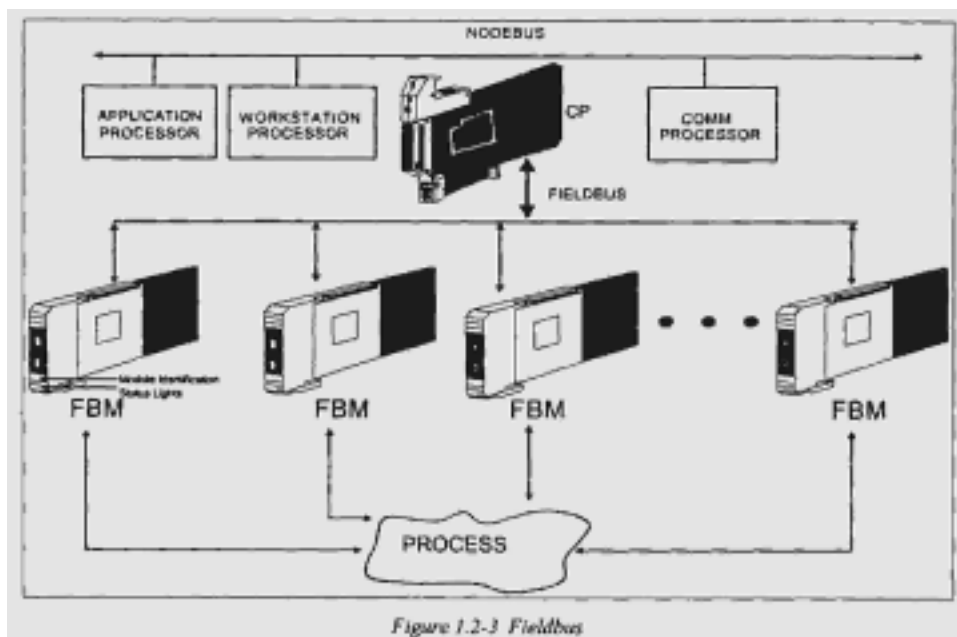 NODEBUS
APPLICATION
PROCESSOR
WORKSTATION
PROCESSOR
CP
COMM
PROCESSOR
FIELDBUS
Module Identification
Status Lights
FBM
FBM
FBM
FBM
PROCESS
Figure 1.2-3 Fieldbus